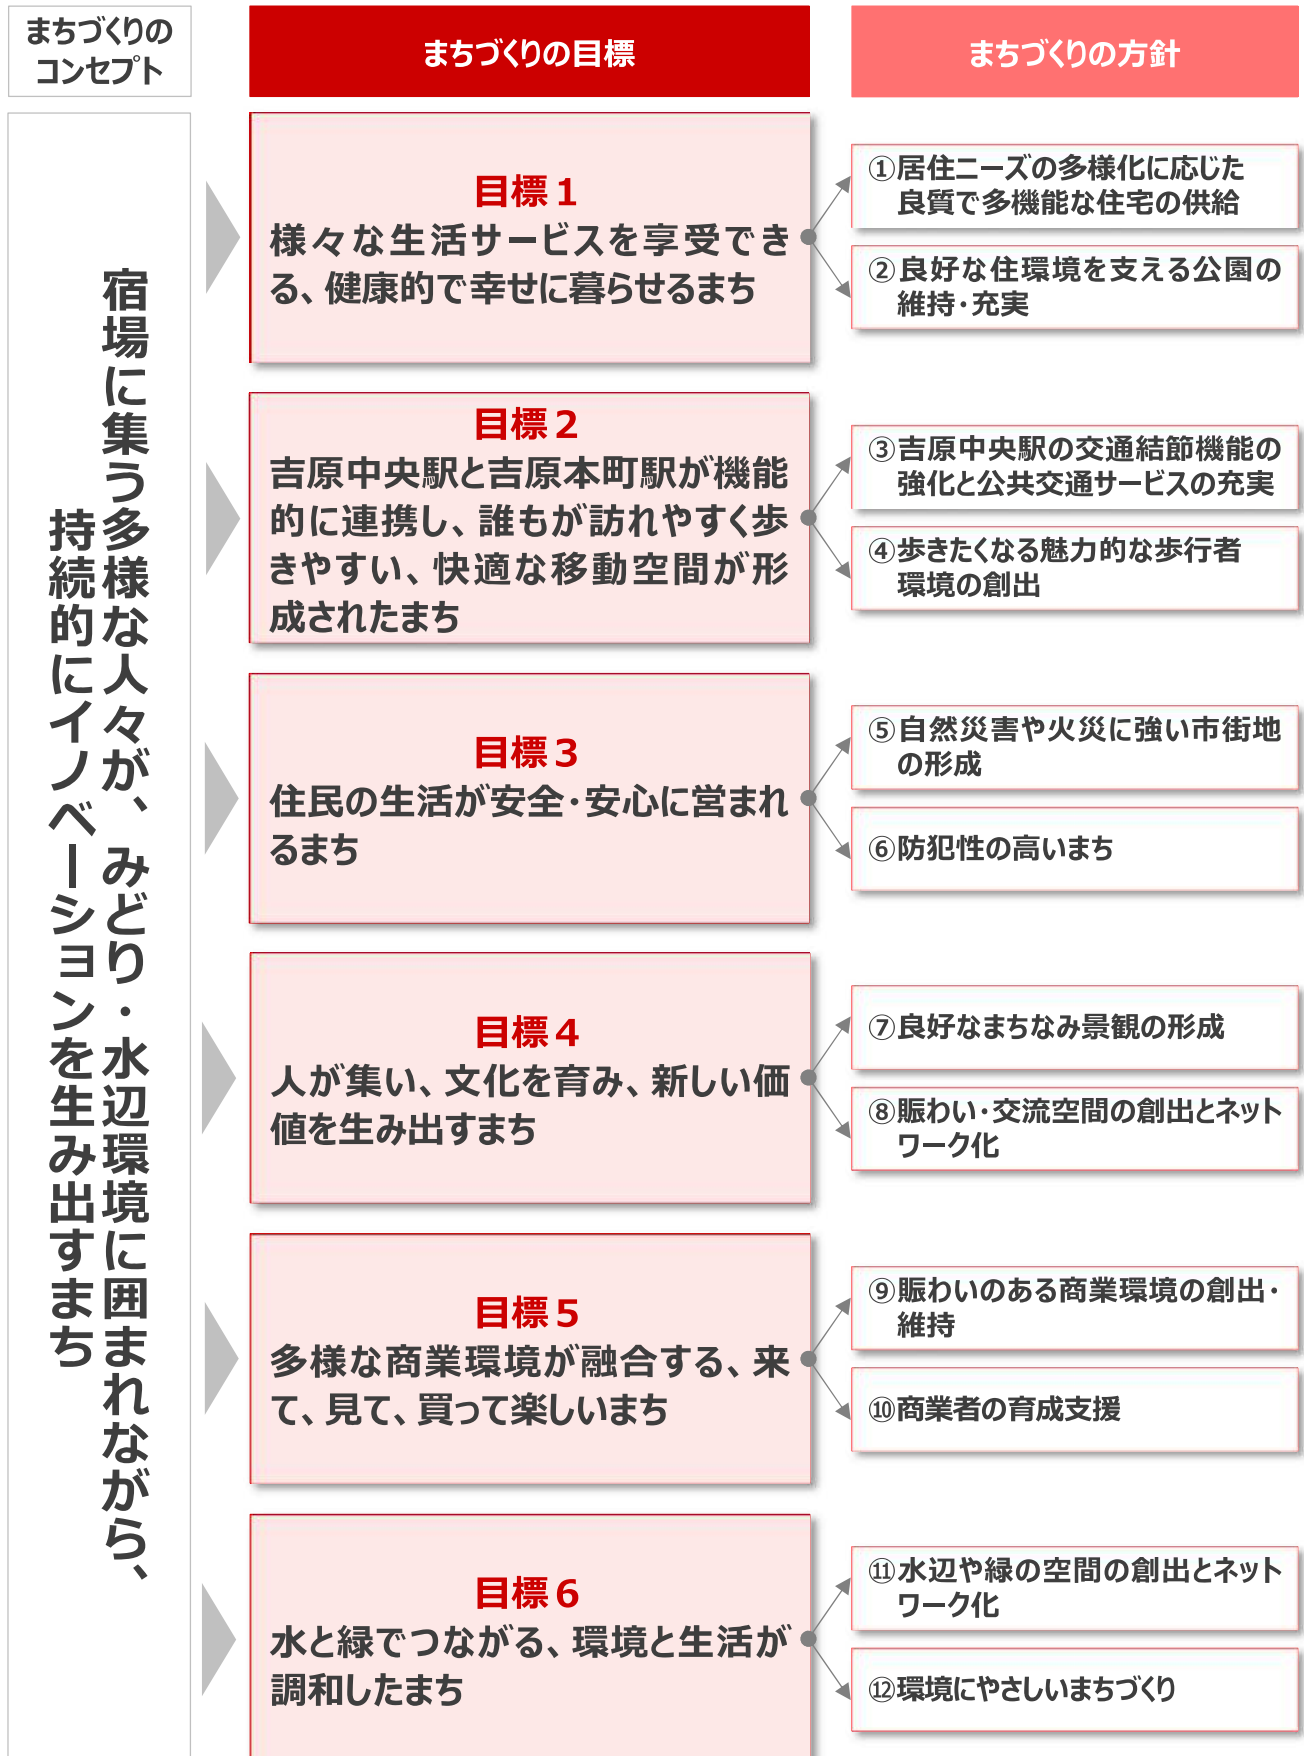 まちづくりの
コンセプト
まちづくりの目標
まちづくりの方針
宿場に集う多様な人々が、みどり・水辺環境に囲まれながら、
持続的にイノベーションを生み出すまち
目標１
様々な生活サービスを享受でき
る、健康的で幸せに暮らせるまち
①居住ニーズの多様化に応じた
良質で多機能な住宅の供給
②良好な住環境を支える公園の
維持・充実
目標２
吉原中央駅と吉原本町駅が機能
的に連携し、誰もが訪れやすく歩
きやすい、快適な移動空間が形
成されたまち
③吉原中央駅の交通結節機能の
強化と公共交通サービスの充実
④歩きたくなる魅力的な歩行者
環境の創出
目標３
住民の生活が安全・安心に営まれ
るまち
⑤自然災害や火災に強い市街地
の形成
⑥防犯性の高いまち
目標４
人が集い、文化を育み、新しい価
値を生み出すまち
⑦良好なまちなみ景観の形成
⑧賑わい・交流空間の創出とネット
ワーク化
目標５
多様な商業環境が融合する、来
て、見て、買って楽しいまち
⑨賑わいのある商業環境の創出・
維持
⑩商業者の育成支援
目標６
水と緑でつながる、環境と生活が
調和したまち
⑪水辺や緑の空間の創出とネット
ワーク化
⑫環境にやさしいまちづくり